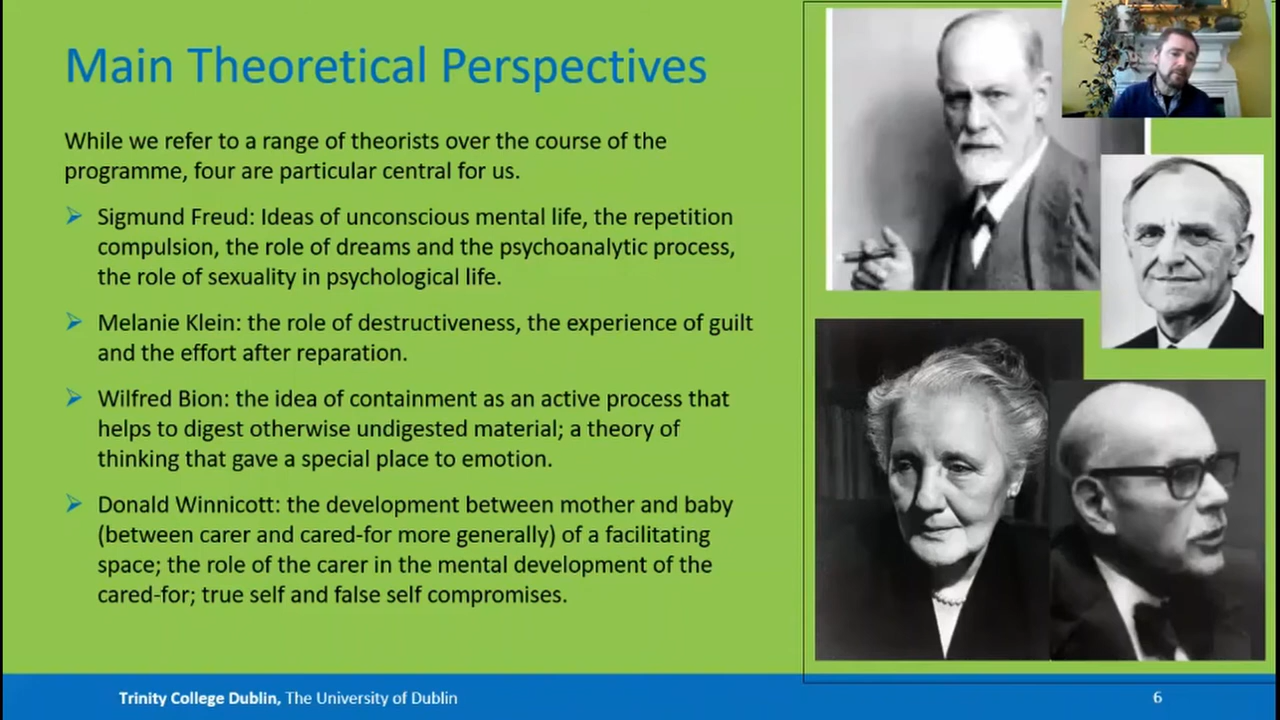 Main Theoretical Perspectives
While we refer to a range of theorists over the course of the
programme, four are particular central for us.
Sigmund Freud: Ideas of unconscious mental life, the repetition
compulsion, the role of dreams and the psychoanalytic process,
the role of sexuality in psychological life.
Melanie Klein: the role of destructiveness, the experience of guilt
and the effort after reparation.
Wilfred Bion: the idea of containment as an active process that
helps to digest otherwise undigested material; a theory of
thinking that gave a special place to emotion.
Donald Winnicott: the development between mother and baby
(between carer and cared-for more generally) of a facilitating
space; the role of the carer in the mental development of the
cared-for; true self and false self compromises.
Trinity College Dublin, The University of Dublin
6